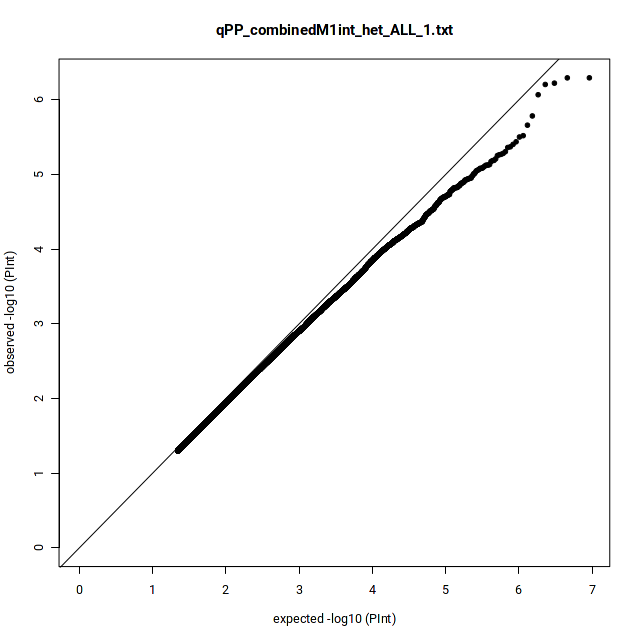 qPP_combinedM1int_het_ALL_1.txt
6
5
4
3
2
1
0
observed -log10 (PInt)
0 1 2 3 4 5 6 7
expected -log10 (PInt)